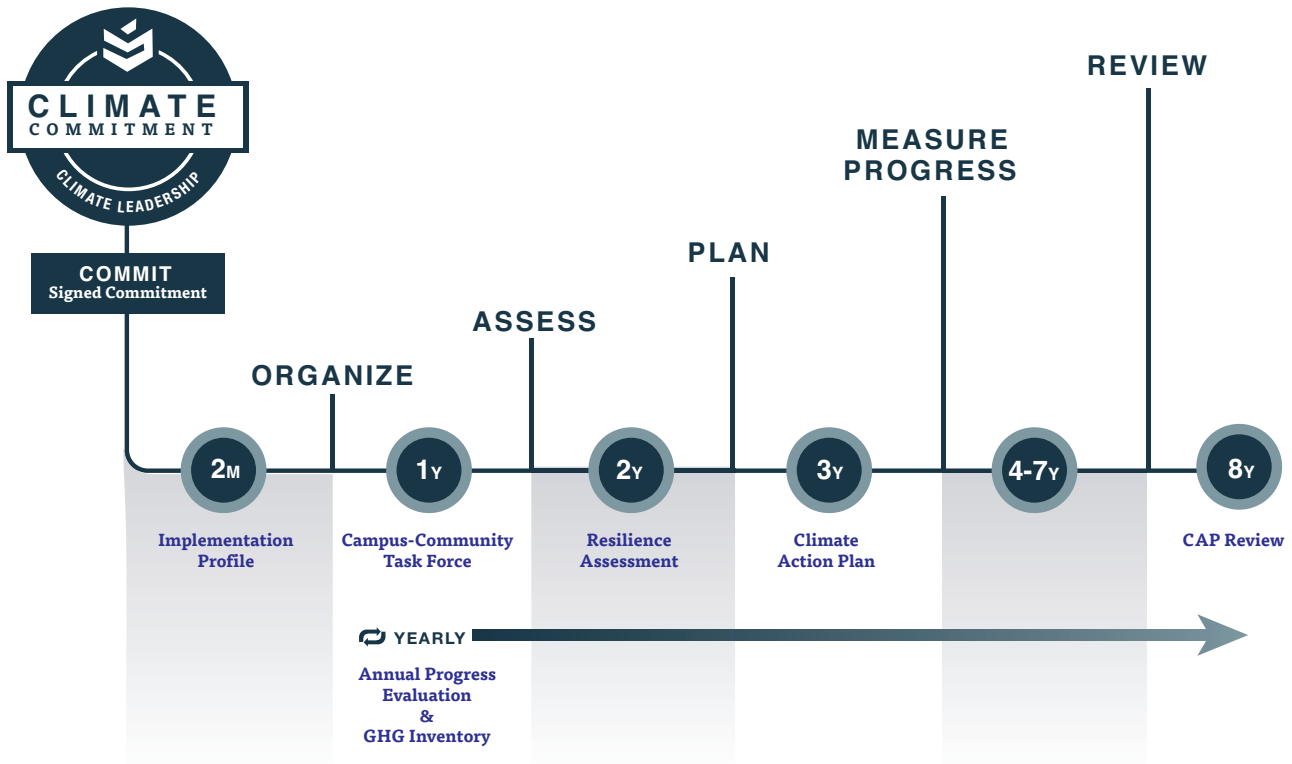 CLIMATE
COMMITMENT
CLIMATE LEADERSHIP
COMMIT
Signed Commitment
ORGANIZE
ASSESS
PLAN
MEASURE
PROGRESS
REVIEW
2M
1Y
2Y
3Y
4-7Y
8Y
Implementation
Profile
Campus-Community
Task Force
Resilience
Assessment
Climate
Action Plan
CAP Review
YEARLY
Annual Progress
Evaluation
&
GHG Inventory